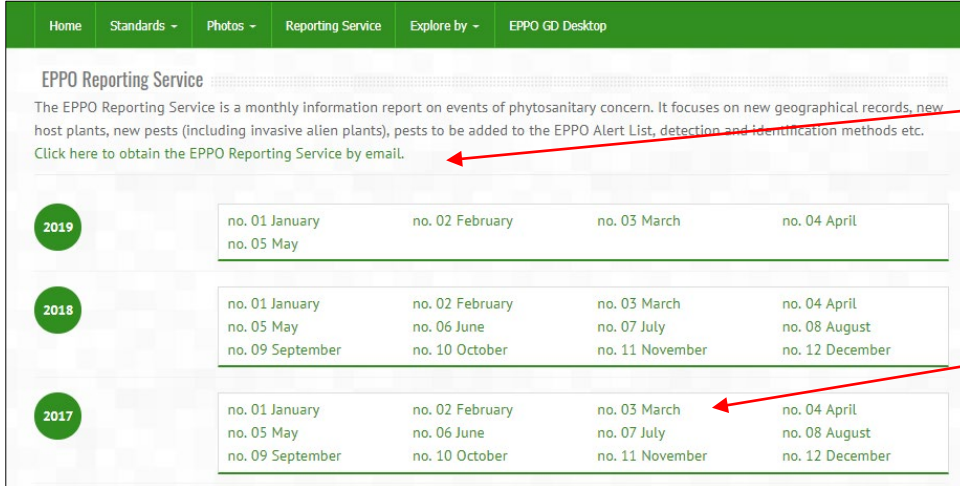 Home Standards Photos Reporting Service Explore by EPPO GD Desktop
EPPO Reporting Service
The EPPO Reporting Service is a monthly information report on events of phytosanitary concern. It focuses on new geographical records, new
host plants, new pests (including invasive alien plants), pests to be added to the EPPO Alert List, detection and identification methods etc.
Click here to obtain the EPPO Reporting Service by email.
2019
no. 01 January no. 02 February no. 03 March no. 04 April
no. 05 May
2018
no. 01 January no. 02 February no. 03 March no. 04 April
no. 05 May no. 06 June no. 07 July no. 08 August
no. 09 September no. 10 October no. 11 November no. 12 December
2017
no. 01 January no. 02 February no. 03 March no. 04 April
no. 05 May no. 06 June no. 07 July no. 08 August
no. 09 September no. 10 October no. 11 November no. 12 December